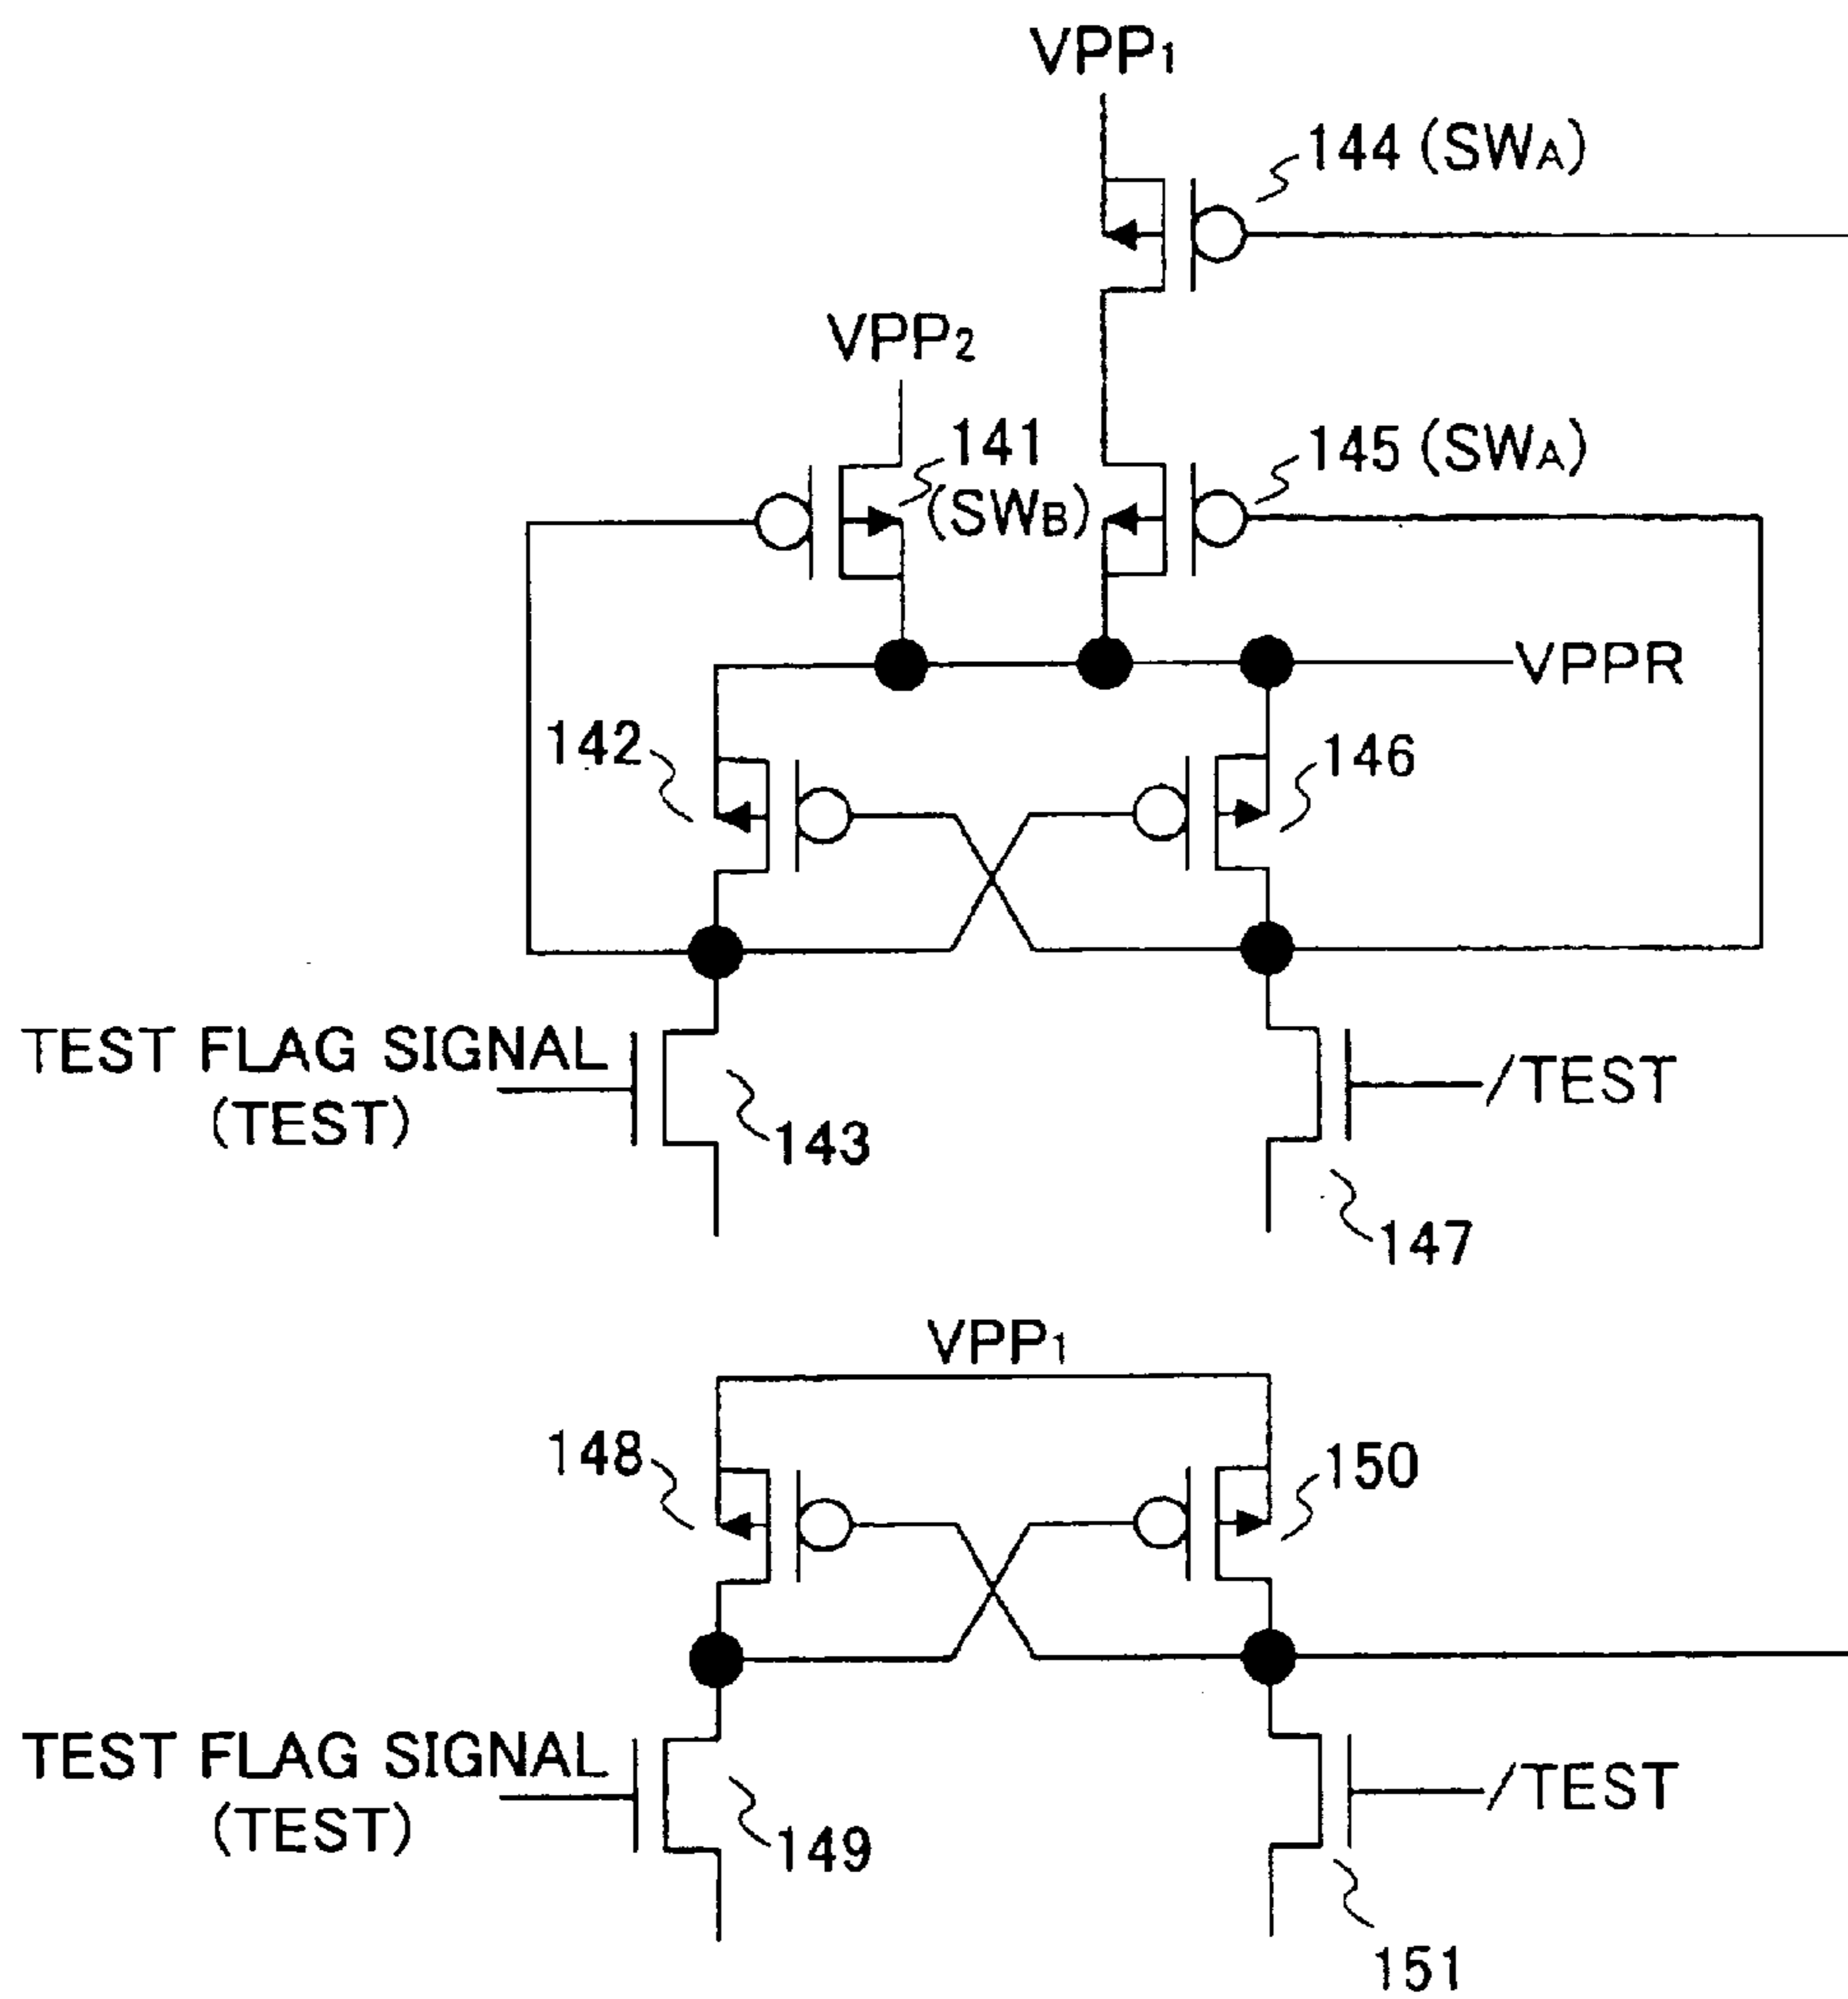 VPP1
144 (SWA)
VPP2
141
(SWB)
145 (SWA)
VPPR
142
146
TEST FLAG SIGNAL
(TEST)
/TEST
143
147
VPP1
148
150
TEST FLAG SIGNAL
(TEST)
/TEST
149
151